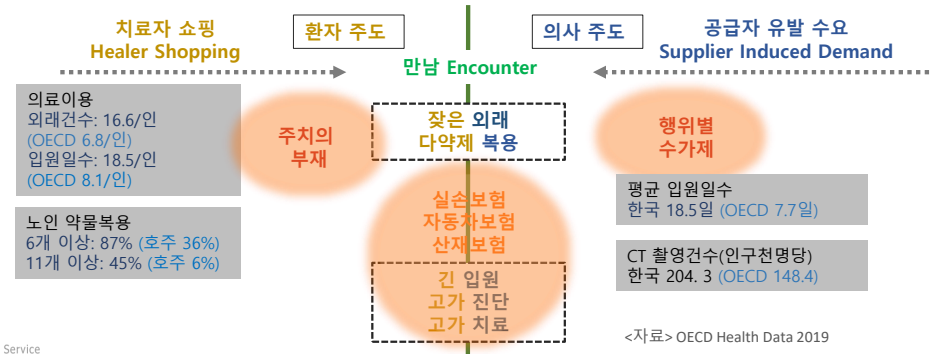 치료자 쇼핑
Healer Shopping
환자 주도
의사 주도
공급자 유발 수요
Supplier Induced Demand
만남 Encounter
의료이용
외래건수: 16.6/인
(OECD 6.8/인)
입원일수: 18.5/인
(OECD 8.1/인)
주치의
부재
잦은 외래
다약제 복용
행위별
수가제
노인 약물복용
6개 이상: 87% (호주 36%)
11개 이상: 45% (호주 6%)
실손보험
자동차보험
산재보험
긴 입원
고가 진단
고가 치료
평균 입원일수
한국 18.5일 (OECD 7.7일)
CT 촬영건수(인구천명당)
한국 204. 3 (OECD 148.4)
<자료> OECD Health Data 2019
Service